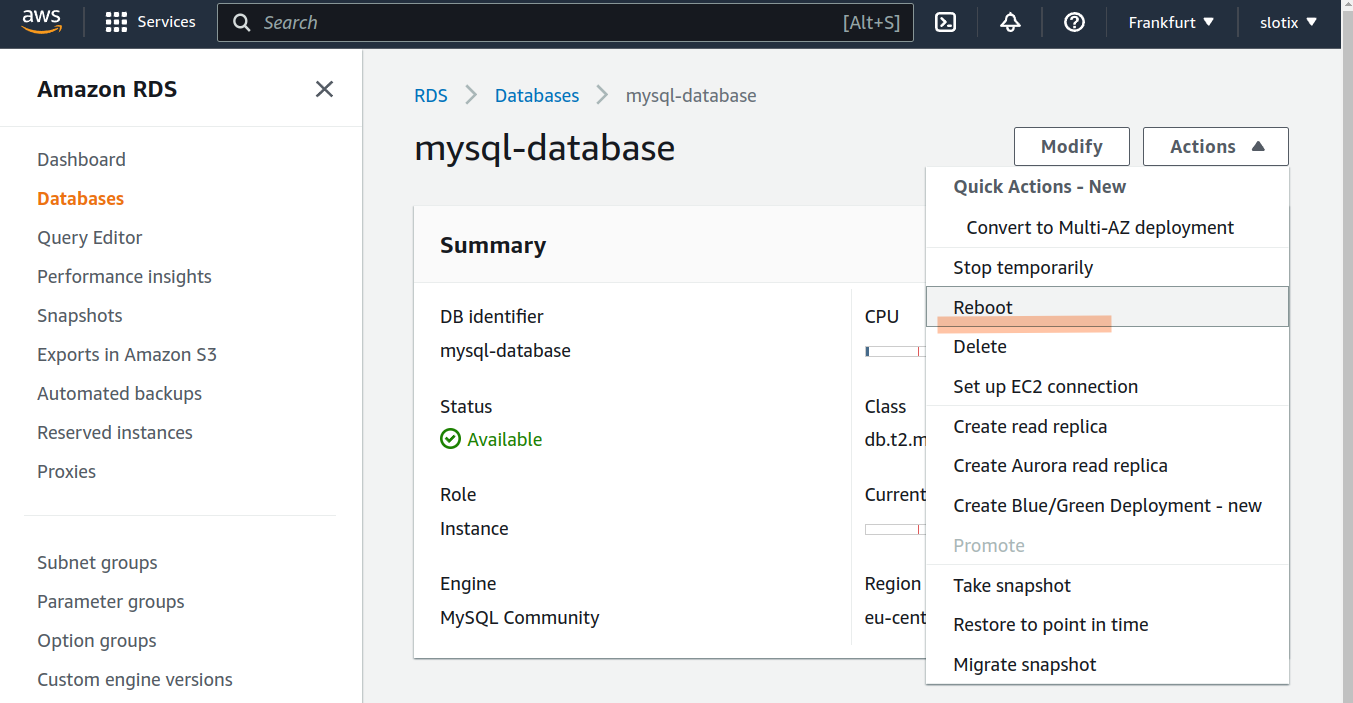 aws Services Search [Alt+S] Frankfurt slotix
Amazon RDS
Dashboard
Databases
Query Editor
Performance insights
Snapshots
Exports in Amazon S3
Automated backups
Reserved instances
Proxies
Subnet groups
Parameter groups
Option groups
Custom engine versions
RDS Databases mysql-database
mysql-database
Modify Actions
Summary
DB identifier
mysql-database
Status
Available
Role
Instance
Engine
MySQL Community
CPU
Class
db.t2.m
Current
Region
eu-cent
Quick Actions - New
Convert to Multi-AZ deployment
Stop temporarily
Reboot
Delete
Set up EC2 connection
Create read replica
Create Aurora read replica
Create Blue/Green Deployment - new
Promote
Take snapshot
Restore to point in time
Migrate snapshot